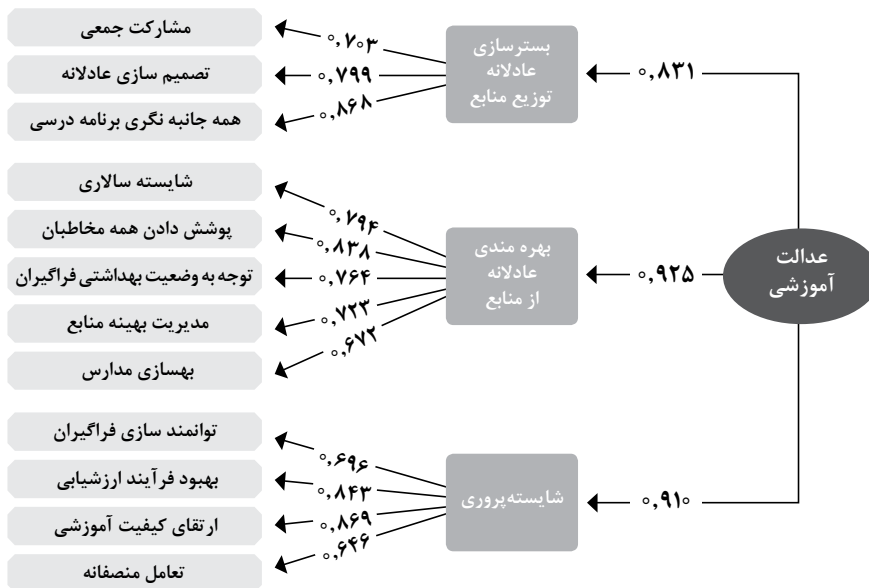 عدالت
آموزشی
۰٫۸۳۱
بسترسازی
عادلانه
توزیع منابع
۰٫۷۰۳
مشارکت جمعی
۰٫۷۹۹
تصمیم سازی عادلانه
۰٫۸۶۸
همه جانبه نگری برنامه درسی
۰٫۹۲۵
بهره مندی
عادلانه
از منابع
۰٫۷۹۴
شایسته سالاری
۰٫۸۳۸
پوشش دادن همه مخاطبان
۰٫۷۶۴
توجه به وضعیت بهداشتی فراگیران
۰٫۷۲۳
مدیریت بهینه منابع
۰٫۶۷۲
بهسازی مدارس
۰٫۹۱۰
شایسته‌پروری
۰٫۶۹۶
توانمند سازی فراگیران
۰٫۸۴۳
بهبود فرآیند ارزشیابی
۰٫۸۶۹
ارتقای کیفیت آموزشی
۰٫۶۴۶
تعامل منصفانه